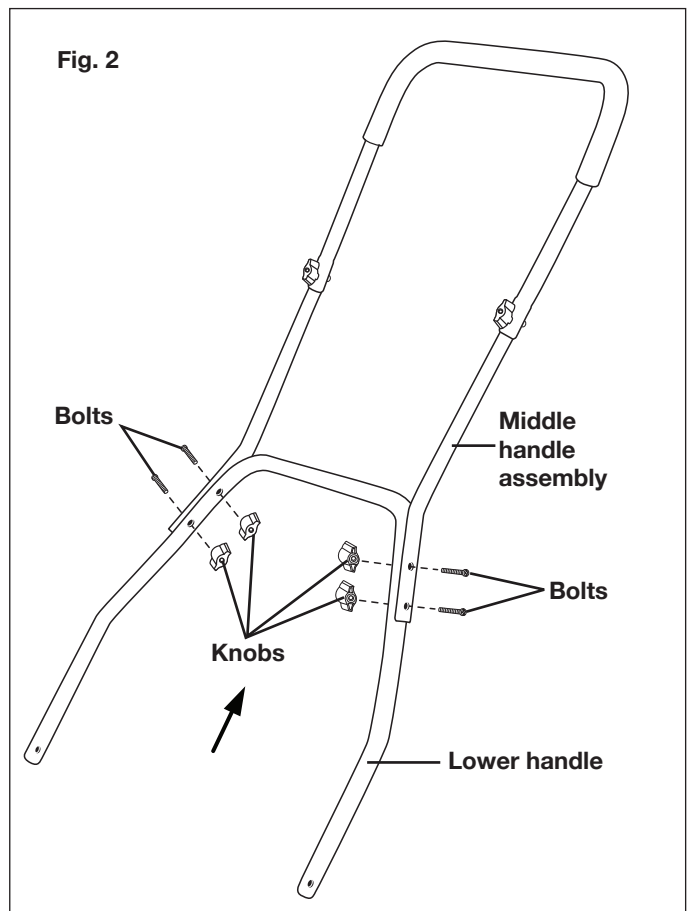 Fig. 2
Bolts
Middle
handle
assembly
Bolts
Knobs
Lower handle